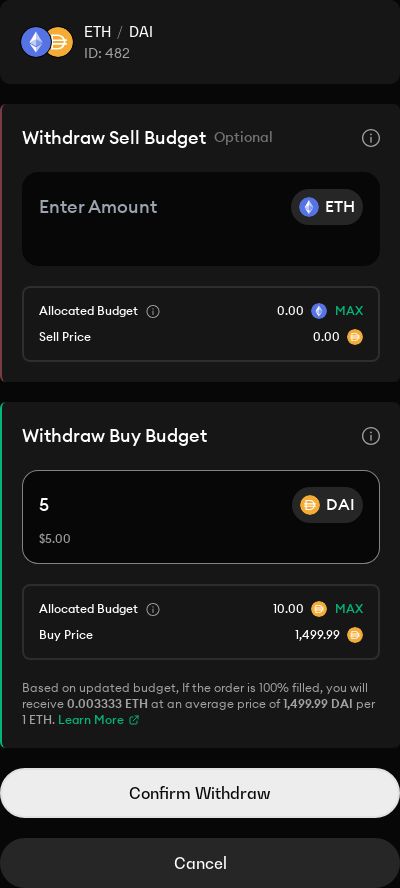 ETH / DAI
ID: 482
Withdraw Sell Budget Optional
Enter Amount ETH
Allocated Budget 0.00 MAX
Sell Price 0.00
Withdraw Buy Budget
5 DAI
$5.00
Allocated Budget 10.00 MAX
Buy Price 1,499.99
Based on updated budget, If the order is 100% filled, you will
receive 0.003333 ETH at an average price of 1,499.99 DAI per
1 ETH. Learn More
Confirm Withdraw
Cancel